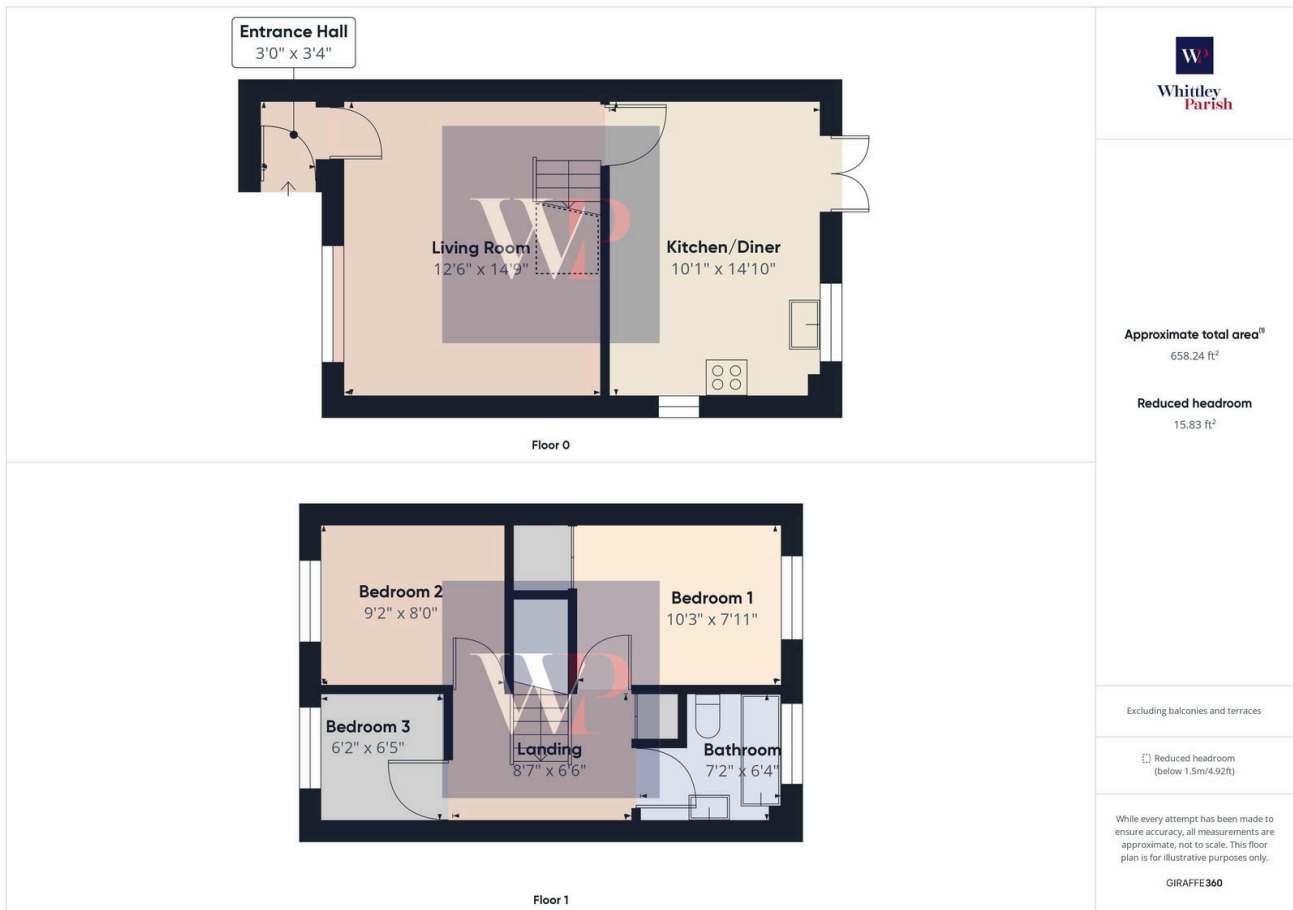 Entrance Hall
3'0" x 3'4"
Living Room
12'6" x 14'9"
Kitchen/Diner
10'1" x 14'10"
WP
Floor 0
Bedroom 2
9'2" x 8'0"
Bedroom 1
10'3" x 7'11"
WP
Bedroom 3
6'2" x 6'5"
Landing
8'7" x 6'6"
Bathroom
7'2" x 6'4"
Floor 1
WP
Whittley
Parish
Approximate total area⁽¹⁾
658.24 ft²
Reduced headroom
15.83 ft²
Excluding balconies and terraces
Reduced headroom
(below 1.5m/4.92ft)
While every attempt has been made to
ensure accuracy, all measurements are
approximate, not to scale. This floor
plan is for illustrative purposes only.
GIRAFFE360